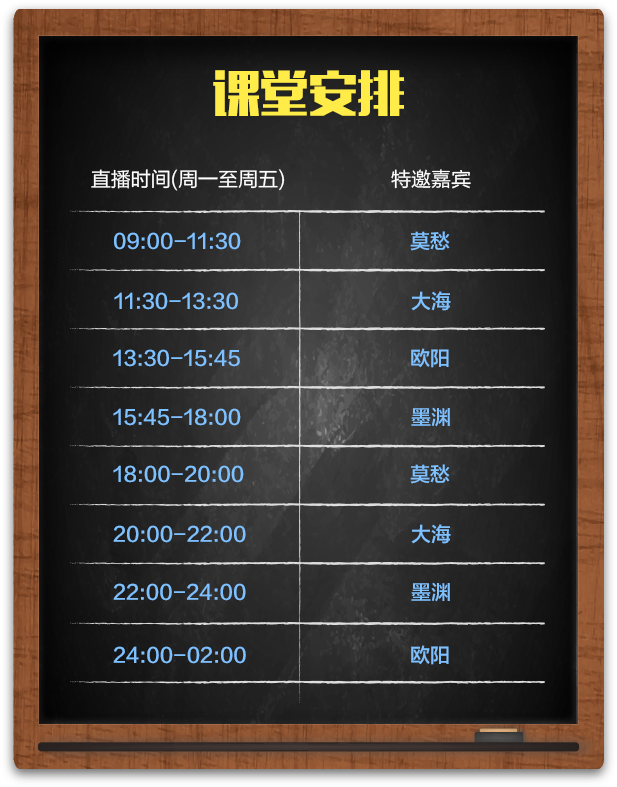 课堂安排
直播时间(周一至周五) 特邀嘉宾
09:00-11:30 莫愁
11:30-13:30 大海
13:30-15:45 欧阳
15:45-18:00 墨渊
18:00-20:00 莫愁
20:00-22:00 大海
22:00-24:00 墨渊
24:00-02:00 欧阳